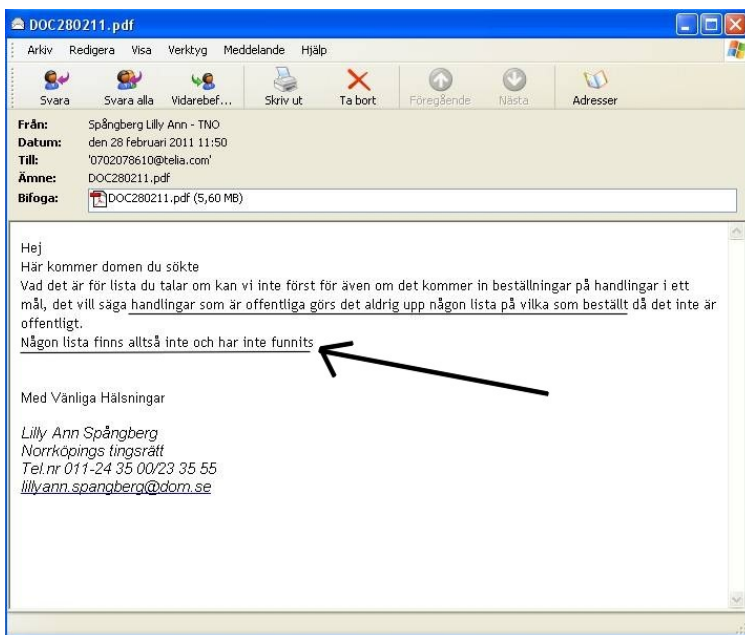 DOC280211.pdf
Arkiv Redigera Visa Verktyg Meddelande Hjälp
Svara Svara alla Vidarebef... Skriv ut Ta bort Föregående Nästa Adresser
Från: Spångberg Lilly Ann - TNO
Datum: den 28 februari 2011 11:50
Till: '0702078610@telia.com'
Ämne: DOC280211.pdf
Bifoga: DOC280211.pdf (5,60 MB)
Hej
Här kommer domen du sökte
Vad det är för lista du talar om kan vi inte först för även om det kommer in beställningar på handlingar i ett
mål, det vill säga handlingar som är offentliga görs det aldrig upp någon lista på vilka som beställt då det inte är
offentligt.
Någon lista finns alltså inte och har inte funnits
Med Vänliga Hälsningar
Lilly Ann Spångberg
Norrköpings tingsrätt
Tel.nr 011-24 35 00/23 35 55
lillyann.spangberg@dom.se